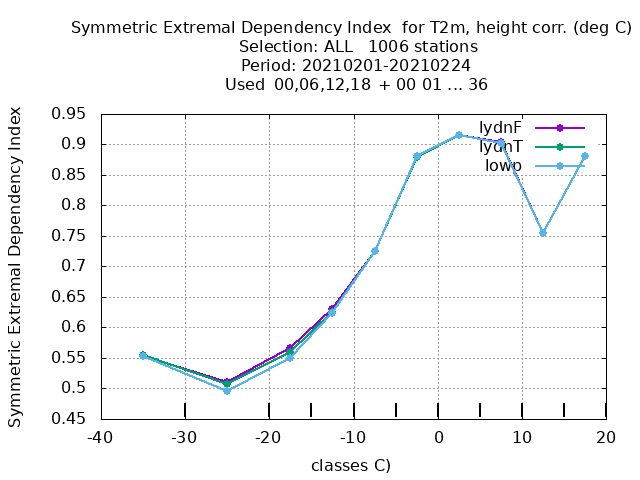 Symmetric Extremal Dependency Index  for T2m, height corr. (deg C)
Selection: ALL   1006 stations
Period: 20210201-20210224
Used  00,06,12,18  + 00 01 ... 36
Symmetric Extremal Dependency Index
0.95
0.9
0.85
0.8
0.75
0.7
0.65
0.6
0.55
0.5
0.45
lydnF
lydnT
lowp
-40 -30 -20 -10 0 10 20
classes C)